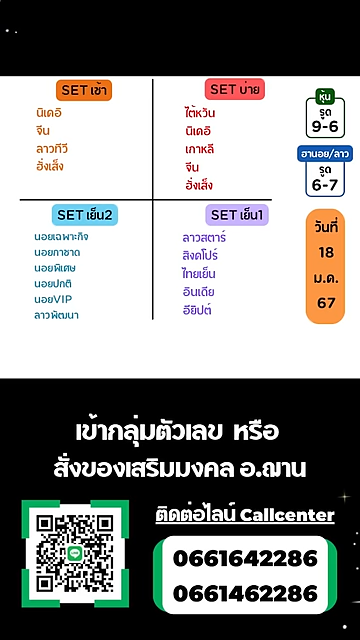 SET เช้า
นิเคอิ
จีน
ลาวทีวี
ฮั่งเส็ง
SET บ่าย
ไต้หวัน
นิเคอิ
เกาหลี
จีน
ฮั่งเส็ง
หุ้น
รูด
9-6
ฮานอย/ลาว
รูด
6-7
SET เย็น2
นอยเฉพาะกิจ
นอยกาชาด
นอยพิเศษ
นอยปกติ
นอยVIP
ลาวพัฒนา
SET เย็น1
ลาวสตาร์
สิงคโปร์
ไทยเย็น
อินเดีย
อียิปต์
วันที่
18
ม.ค.
67
เข้ากลุ่มตัวเลข หรือ
สั่งของเสริมมงคล อ.ฌาน
ติดต่อไลน์ Callcenter
0661642286
0661462286
LINE